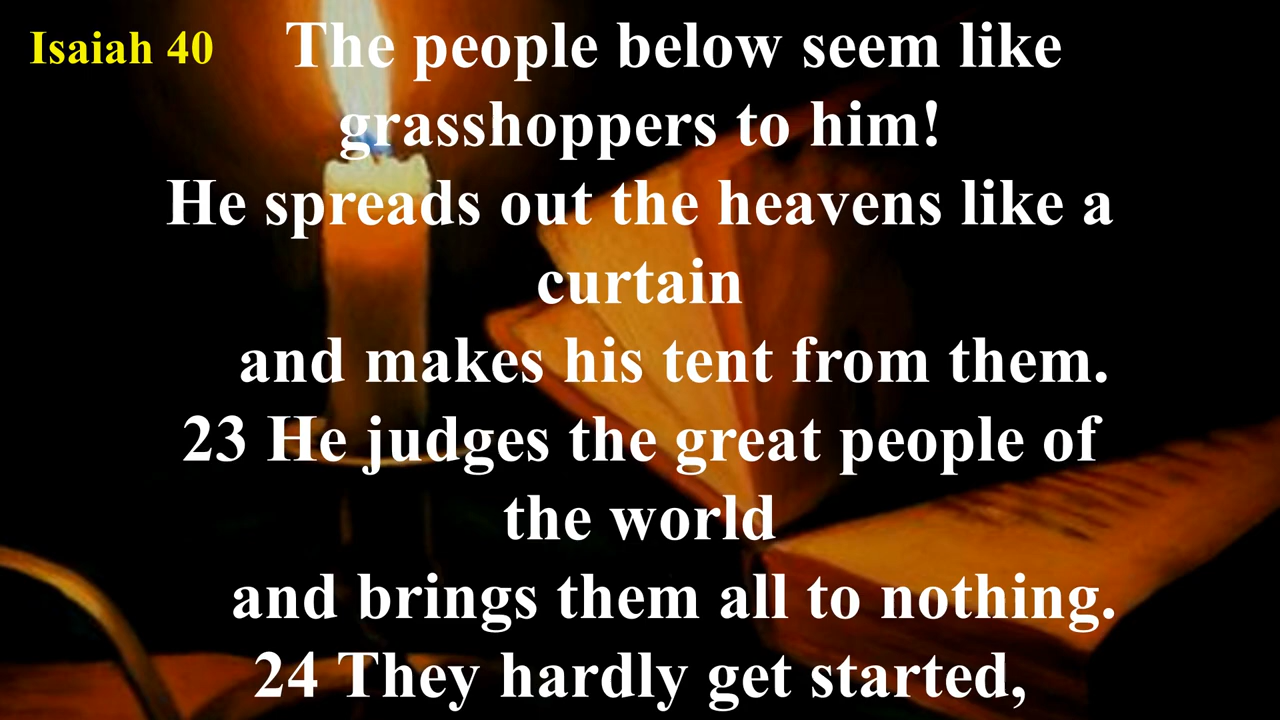 Isaiah 40
The people below seem like
grasshoppers to him!
He spreads out the heavens like a
curtain
and makes his tent from them.
23 He judges the great people of
the world
and brings them all to nothing.
24 They hardly get started,